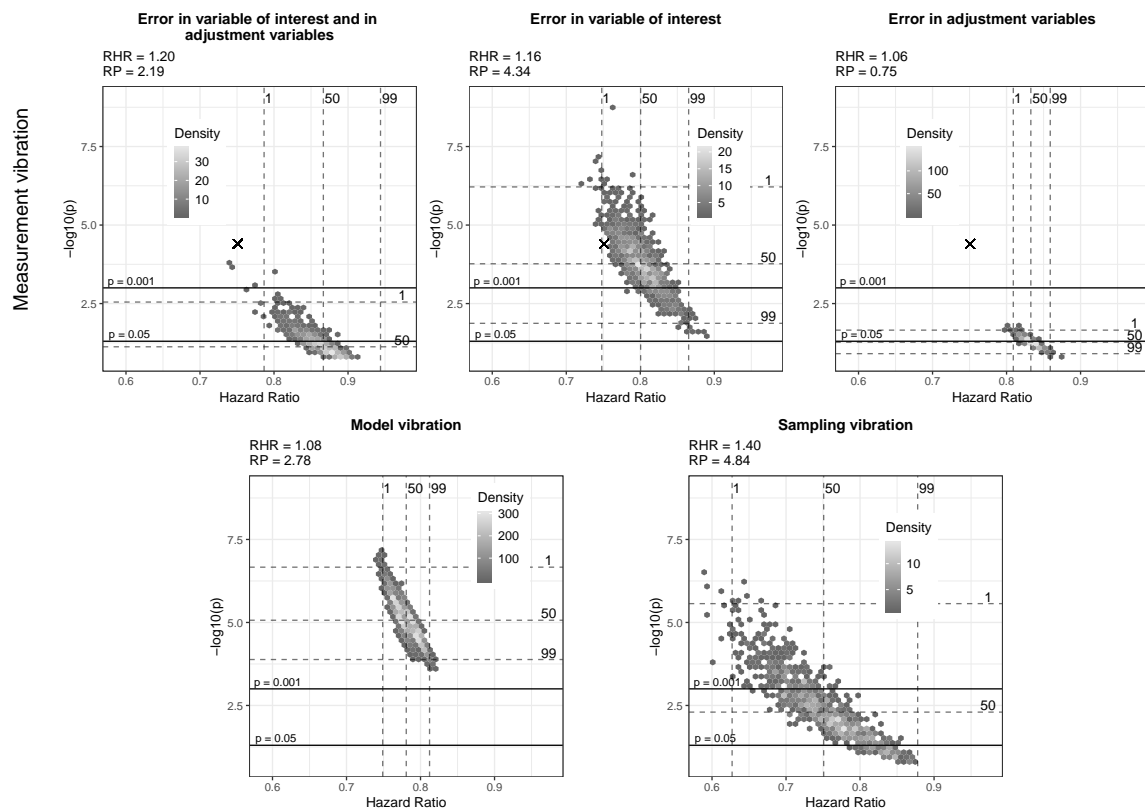 Error in variable of interest and in
adjustment variables
RHR = 1.20
RP = 2.19
1
50
99
Density
30
20
10
7.5
5.0
2.5
−log10(p)
p = 0.001
1
p = 0.05
50
0.6
0.7
0.8
0.9
Hazard Ratio
Measurement vibration
Error in variable of interest
RHR = 1.16
RP = 4.34
1
50
99
Density
20
15
10
5
1
7.5
5.0
2.5
−log10(p)
50
p = 0.001
99
p = 0.05
0.6
0.7
0.8
0.9
Hazard Ratio
Error in adjustment variables
RHR = 1.06
RP = 0.75
1
50
99
Density
100
50
7.5
5.0
2.5
−log10(p)
p = 0.001
1
p = 0.05
50
99
0.6
0.7
0.8
0.9
Hazard Ratio
Model vibration
RHR = 1.08
RP = 2.78
1
50
99
Density
300
200
100
7.5
5.0
2.5
−log10(p)
1
50
99
p = 0.001
p = 0.05
0.6
0.7
0.8
0.9
Hazard Ratio
Sampling vibration
RHR = 1.40
RP = 4.84
1
50
99
Density
10
5
7.5
5.0
2.5
−log10(p)
1
p = 0.001
50
p = 0.05
0.6
0.7
0.8
0.9
Hazard Ratio